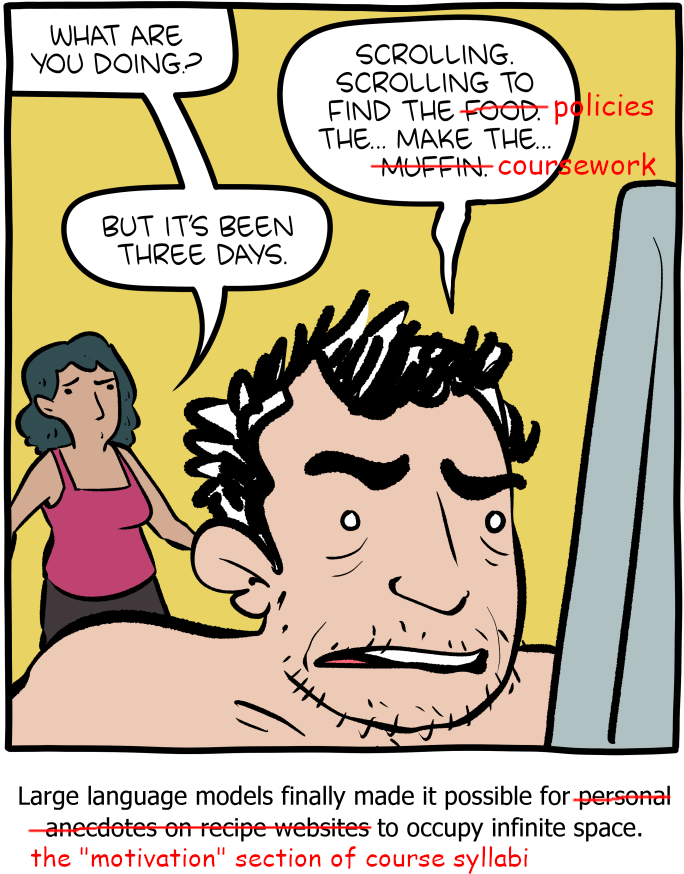 WHAT ARE
YOU DOING?
BUT IT'S BEEN
THREE DAYS.
SCROLLING.
SCROLLING TO
FIND THE FOOD. policies
THE... MAKE THE...
MUFFIN. coursework
Large language models finally made it possible for personal
anecdotes on recipe websites to occupy infinite space.
the "motivation" section of course syllabi